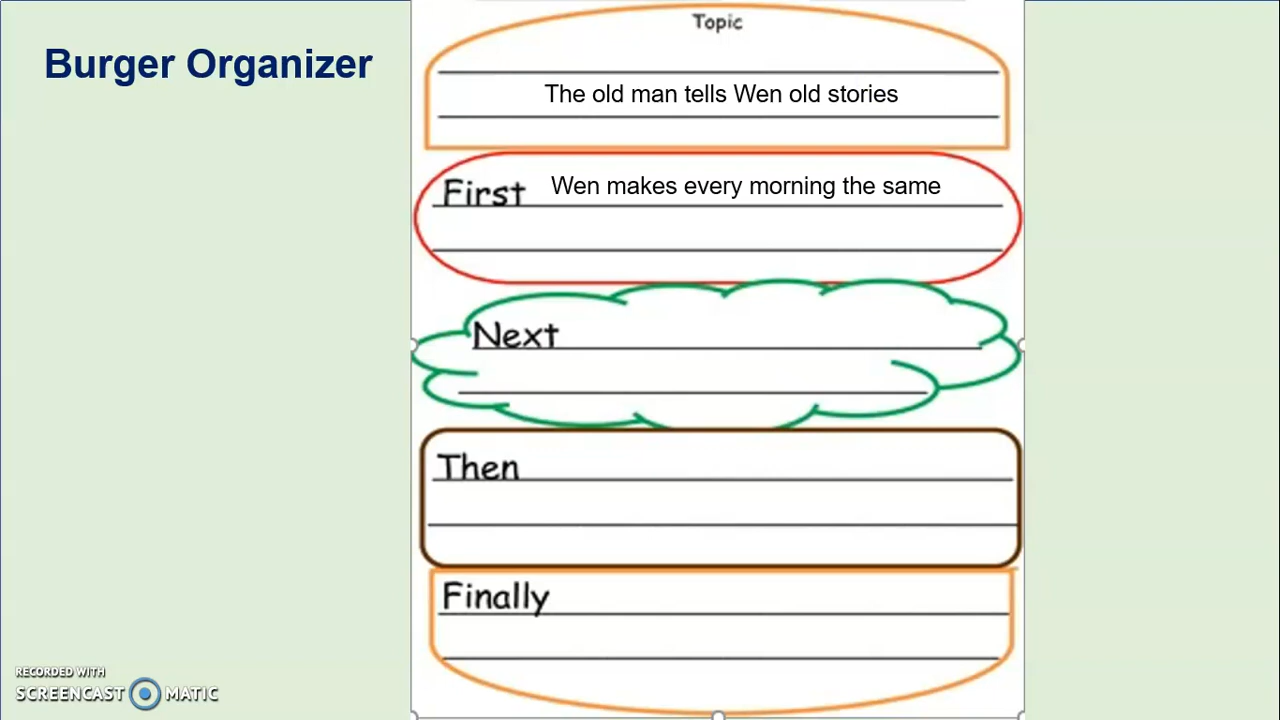 Burger Organizer
Topic
The old man tells Wen old stories
First Wen makes every morning the same
Next
Then
Finally
RECORDED WITH
SCREENCAST MATIC